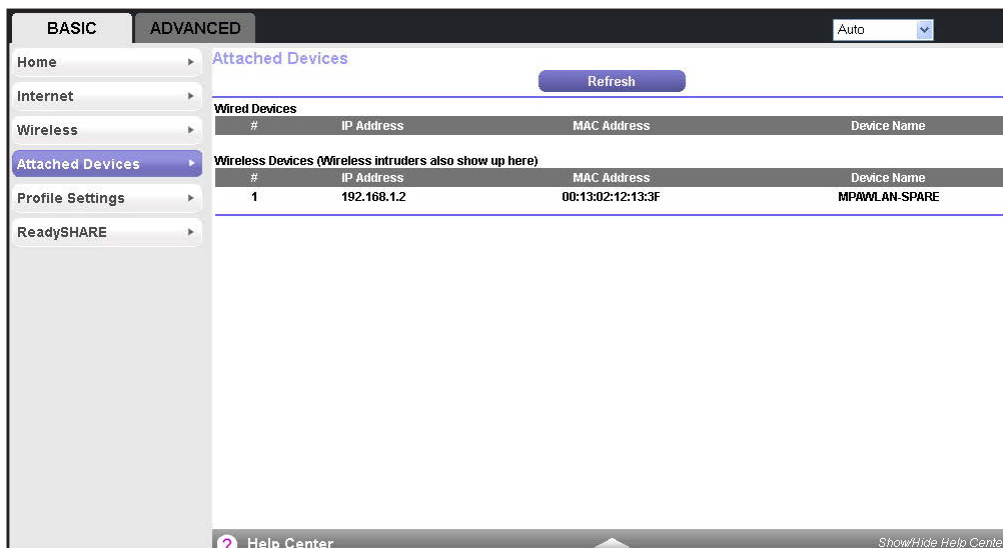 BASIC ADVANCED Auto
Home
Internet
Wireless
Attached Devices
Profile Settings
ReadySHARE
Attached Devices
Refresh
Wired Devices
# IP Address MAC Address Device Name
Wireless Devices (Wireless intruders also show up here)
# IP Address MAC Address Device Name
1 192.168.1.2 00:13:02:12:13:3F MPAWLAN-SPARE
? Help Center Show/Hide Help Cente